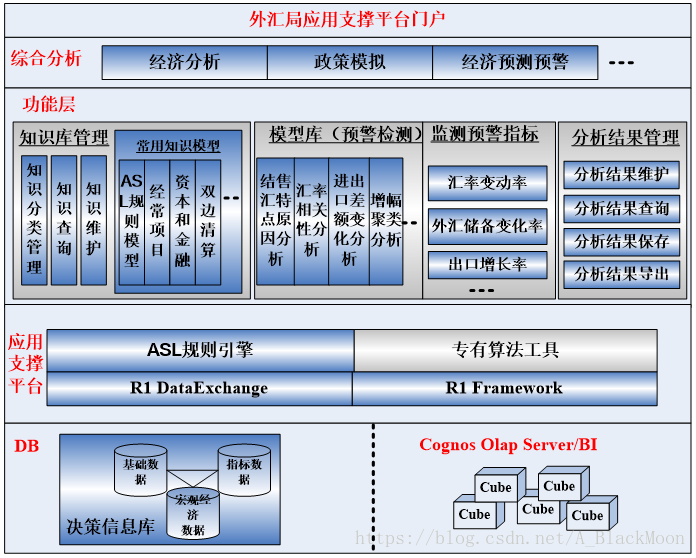 外汇局应用支撑平台门户
综合分析
经济分析
政策模拟
经济预测预警
...
功能层
知识库管理
知识分类管理
知识查询
知识维护
常用知识模型
ASL规则模型
经常项目
资本和金融
双边清算
...
模型库（预警检测）
结售汇特点原因分析
汇率相关性分析
进出口差额变化分析
增幅聚类分析
...
监测预警指标
汇率变动率
外汇储备变化率
出口增长率
...
分析结果管理
分析结果维护
分析结果查询
分析结果保存
分析结果导出
应用
支撑
平台
ASL规则引擎
专有算法工具
R1 DataExchange
R1 Framework
DB
基础数
据
指标数
据
宏观经
济
数据
决策信息库
Cognos Olap Server/BI
Cube
Cube
Cube
Cube
Cube
https://blog.csdn.net/A_BlackMoon